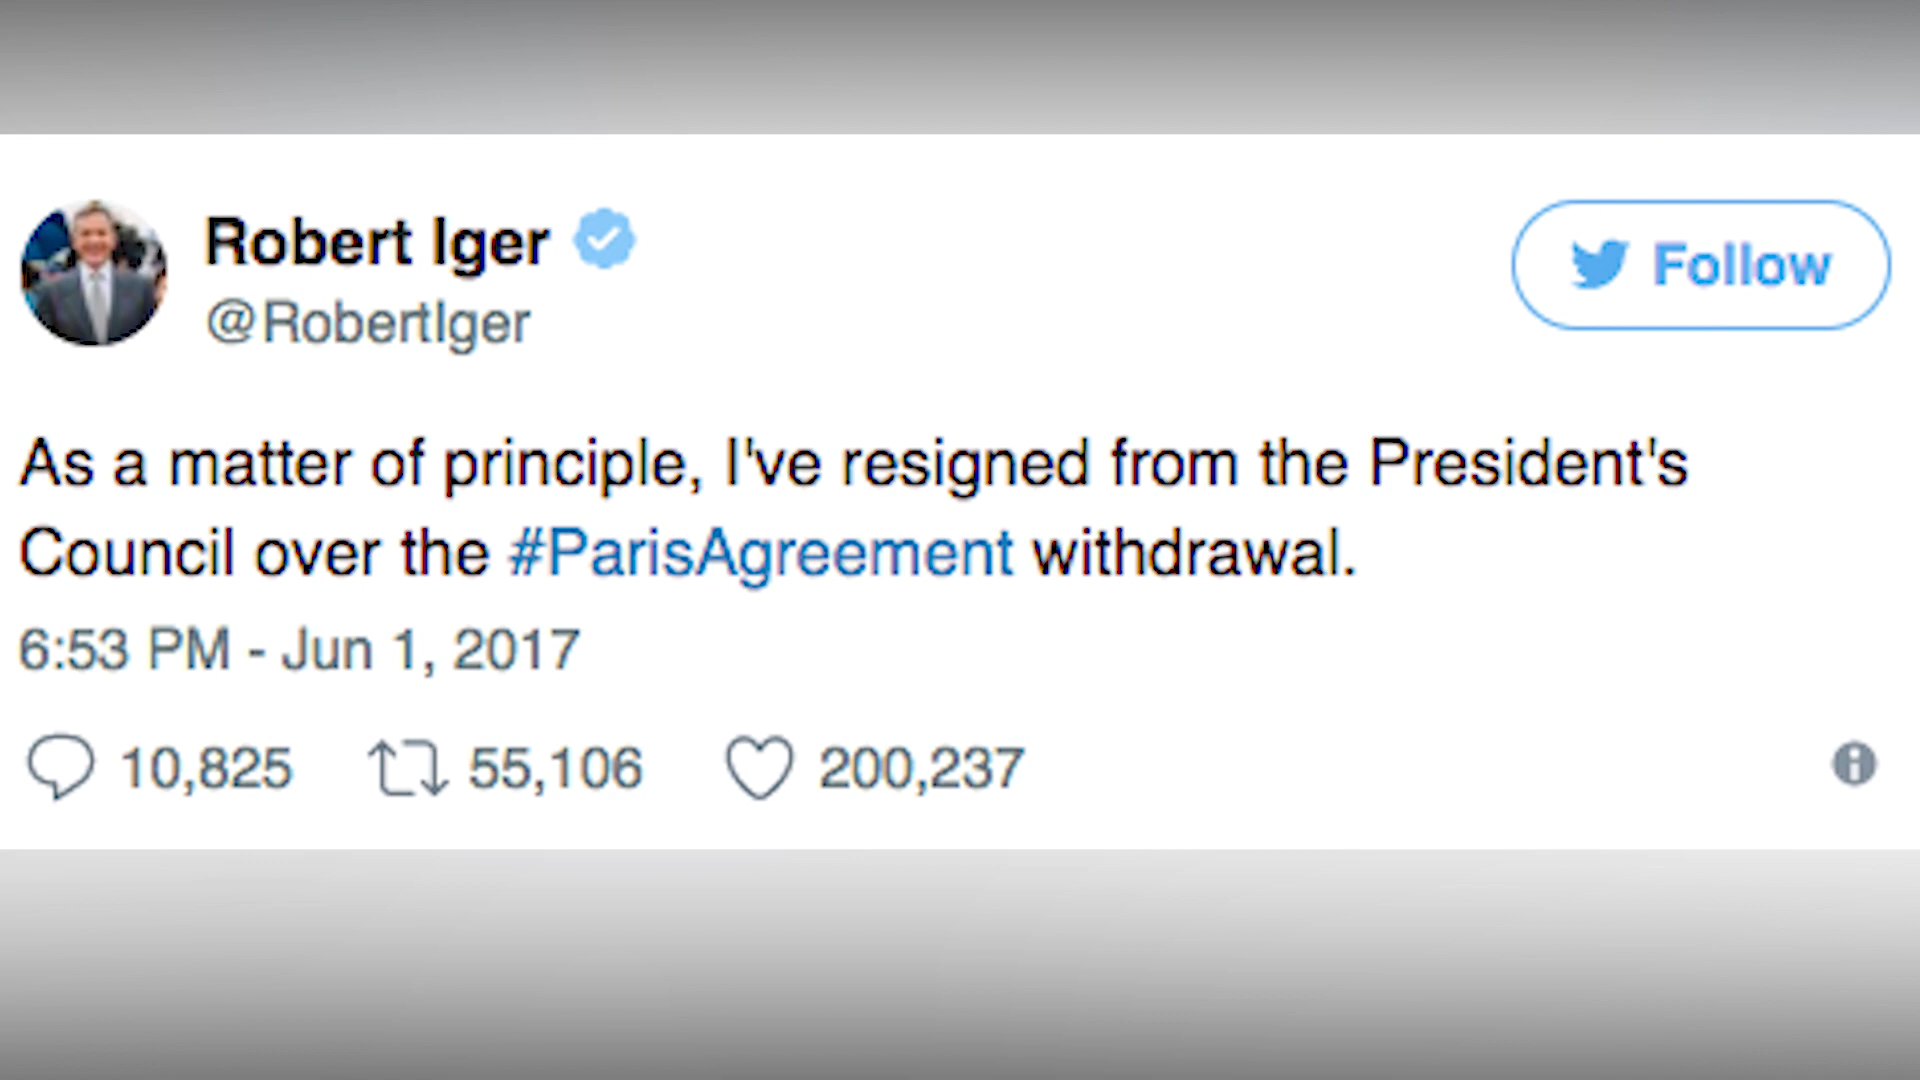 Robert Iger
@RobertIger
Follow
As a matter of principle, I've resigned from the President's
Council over the #ParisAgreement withdrawal.
6:53 PM - Jun 1, 2017
10,825 55,106 200,237